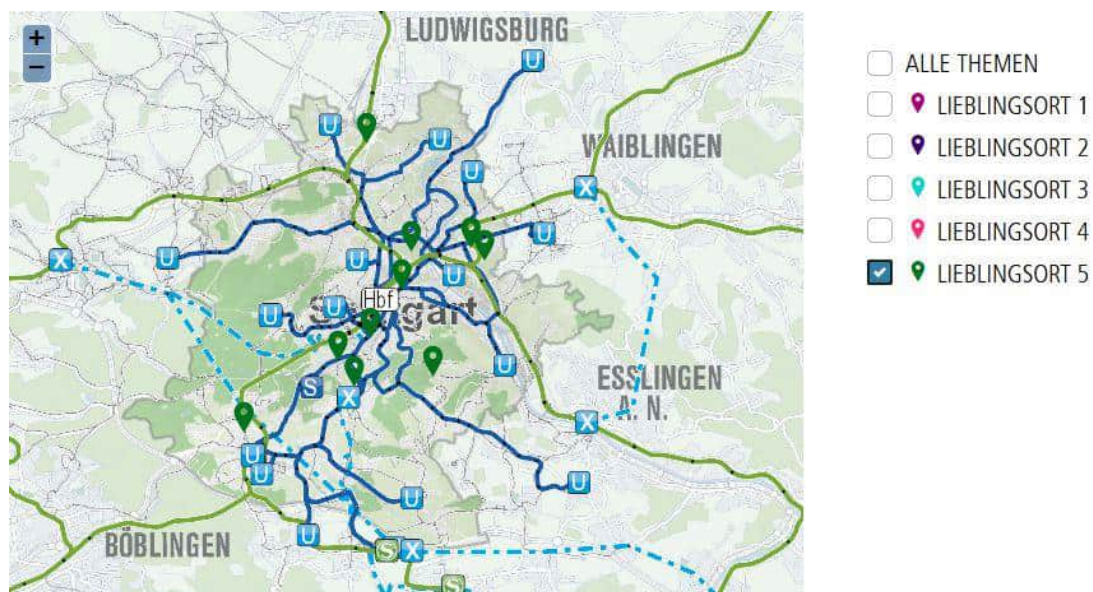 +
−
LUDWIGSBURG
U
U
U
WAIBLINGEN
U
X
U
X
U
U
U
Hbf
U
U
Stuttgart
U
S
X
ESSLINGEN
A. N.
X
U
U
U
U
U
BÖBLINGEN
S
X
S
ALLE THEMEN
LIEBLINGSORT 1
LIEBLINGSORT 2
LIEBLINGSORT 3
LIEBLINGSORT 4
LIEBLINGSORT 5